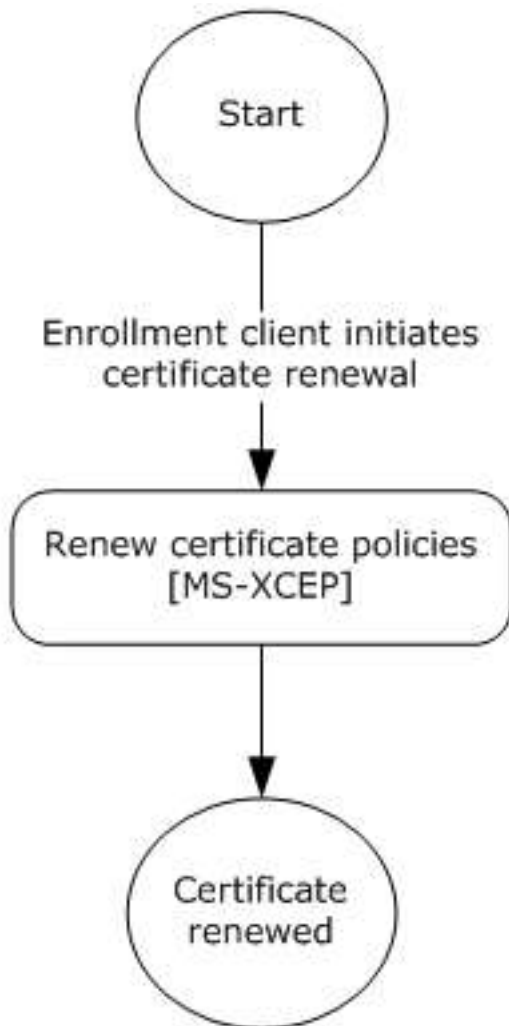 Start
Enrollment client initiates
certificate renewal
Renew certificate policies
[MS-XCEP]
Certificate
renewed